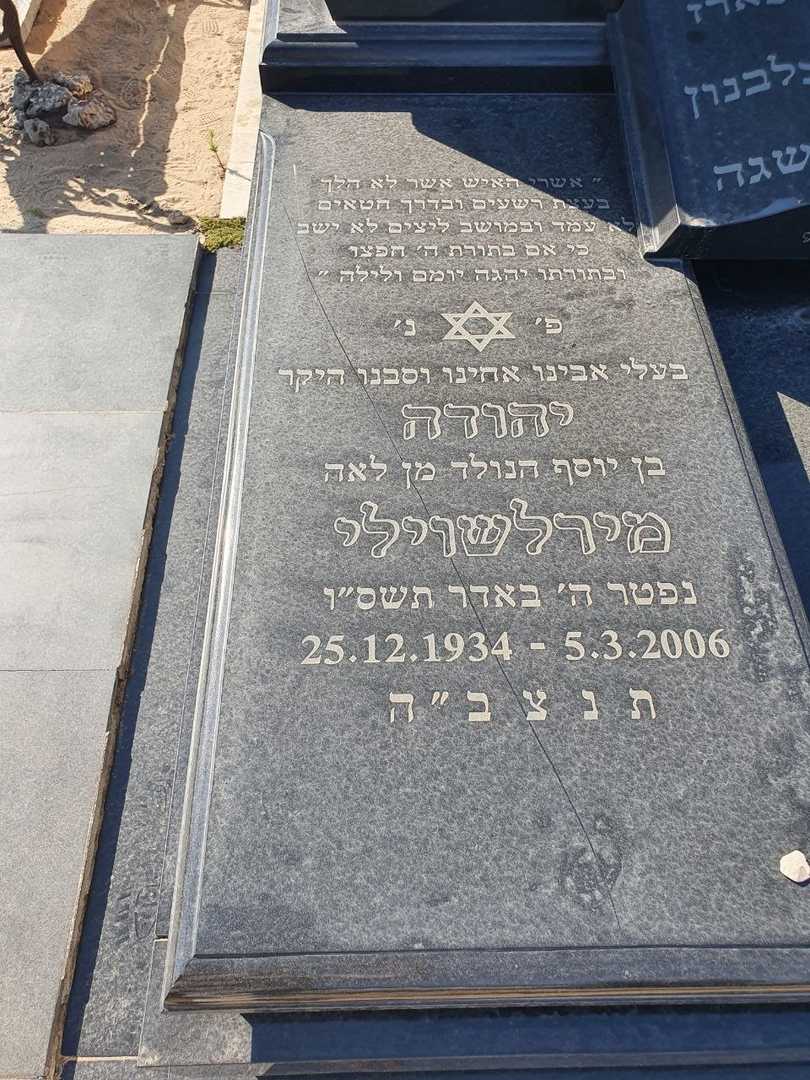 ״ אשרי האיש אשר לא הלך
בעצת רשעים ובדרך חטאים
לא עמד ובמושב ליצים לא ישב
כי אם בתורת ה׳ חפצו
ובתורתו יהגה יומם ולילה ״
פ׳ נ׳
בעלי אבינו אחינו וסבנו היקר
יהודה
בן יוסף הנולד מן לאה
מירלשוילי
נפטר ה׳ באדר תשס״ו
25.12.1934 - 5.3.2006
ת נ צ ב ״ ה